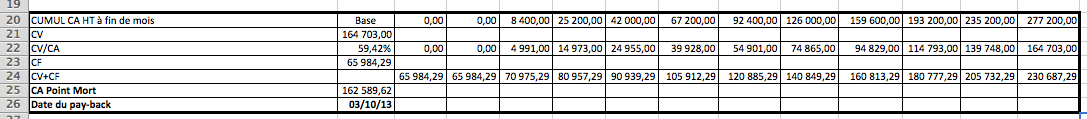 19
20 CUMUL CA HT à fin de mois Base 0,00 0,00 8 400,00 25 200,00 42 000,00 67 200,00 92 400,00 126 000,00 159 600,00 193 200,00 235 200,00 277 200,00
21 CV 164 703,00
22 CV/CA 59,42% 0,00 0,00 4 991,00 14 973,00 24 955,00 39 928,00 54 901,00 74 865,00 94 829,00 114 793,00 139 748,00 164 703,00
23 CF 65 984,29
24 CV+CF 65 984,29 65 984,29 70 975,29 80 957,29 90 939,29 105 912,29 120 885,29 140 849,29 160 813,29 180 777,29 205 732,29 230 687,29
25 CA Point Mort 162 589,62
26 Date du pay-back 03/10/13